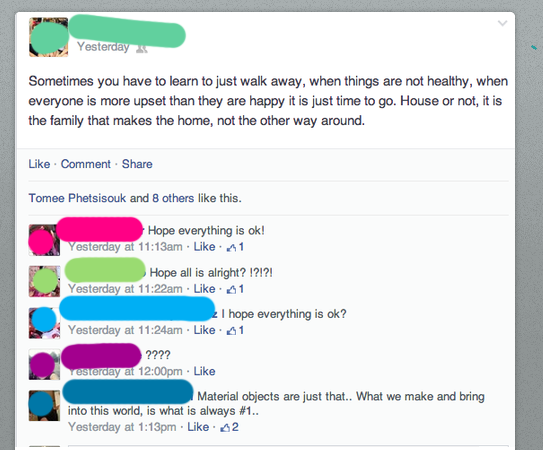 Yesterday
Sometimes you have to learn to just walk away, when things are not healthy, when
everyone is more upset than they are happy it is just time to go. House or not, it is
the family that makes the home, not the other way around.
Like · Comment · Share
Tomee Phetsisouk and 8 others like this.
Hope everything is ok!
Yesterday at 11:13am · Like · 1
Hope all is alright? !?!?!
Yesterday at 11:22am · Like · 1
I hope everything is ok?
Yesterday at 11:24am · Like · 1
????
Yesterday at 12:00pm · Like
Material objects are just that.. What we make and bring
into this world, is what is always #1..
Yesterday at 1:13pm · Like · 2